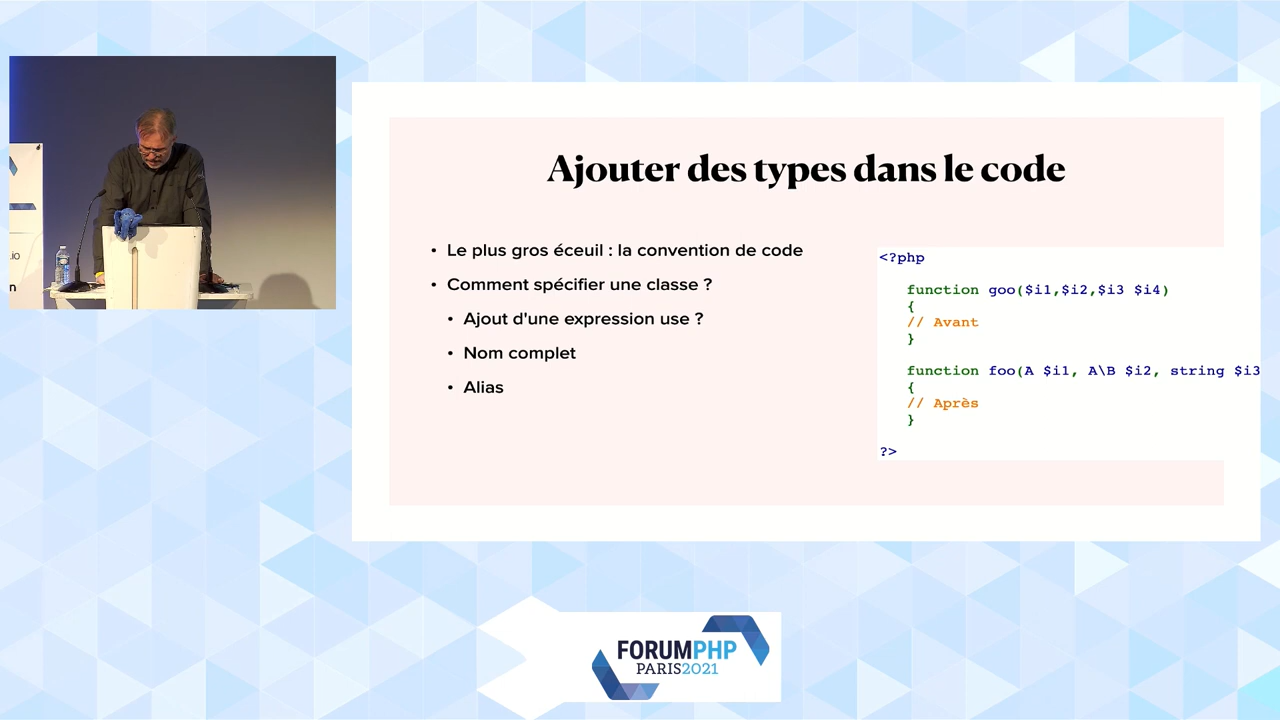 Ajouter des types dans le code
• Le plus gros éceuil : la convention de code
• Comment spécifier une classe ?
• Ajout d'une expression use ?
• Nom complet
• Alias
<?php
function goo($i1,$i2,$i3 $i4)
{
// Avant
}
function foo(A $i1, A\B $i2, string $i3
{
// Après
}
?>
FORUMPHP
PARIS2021